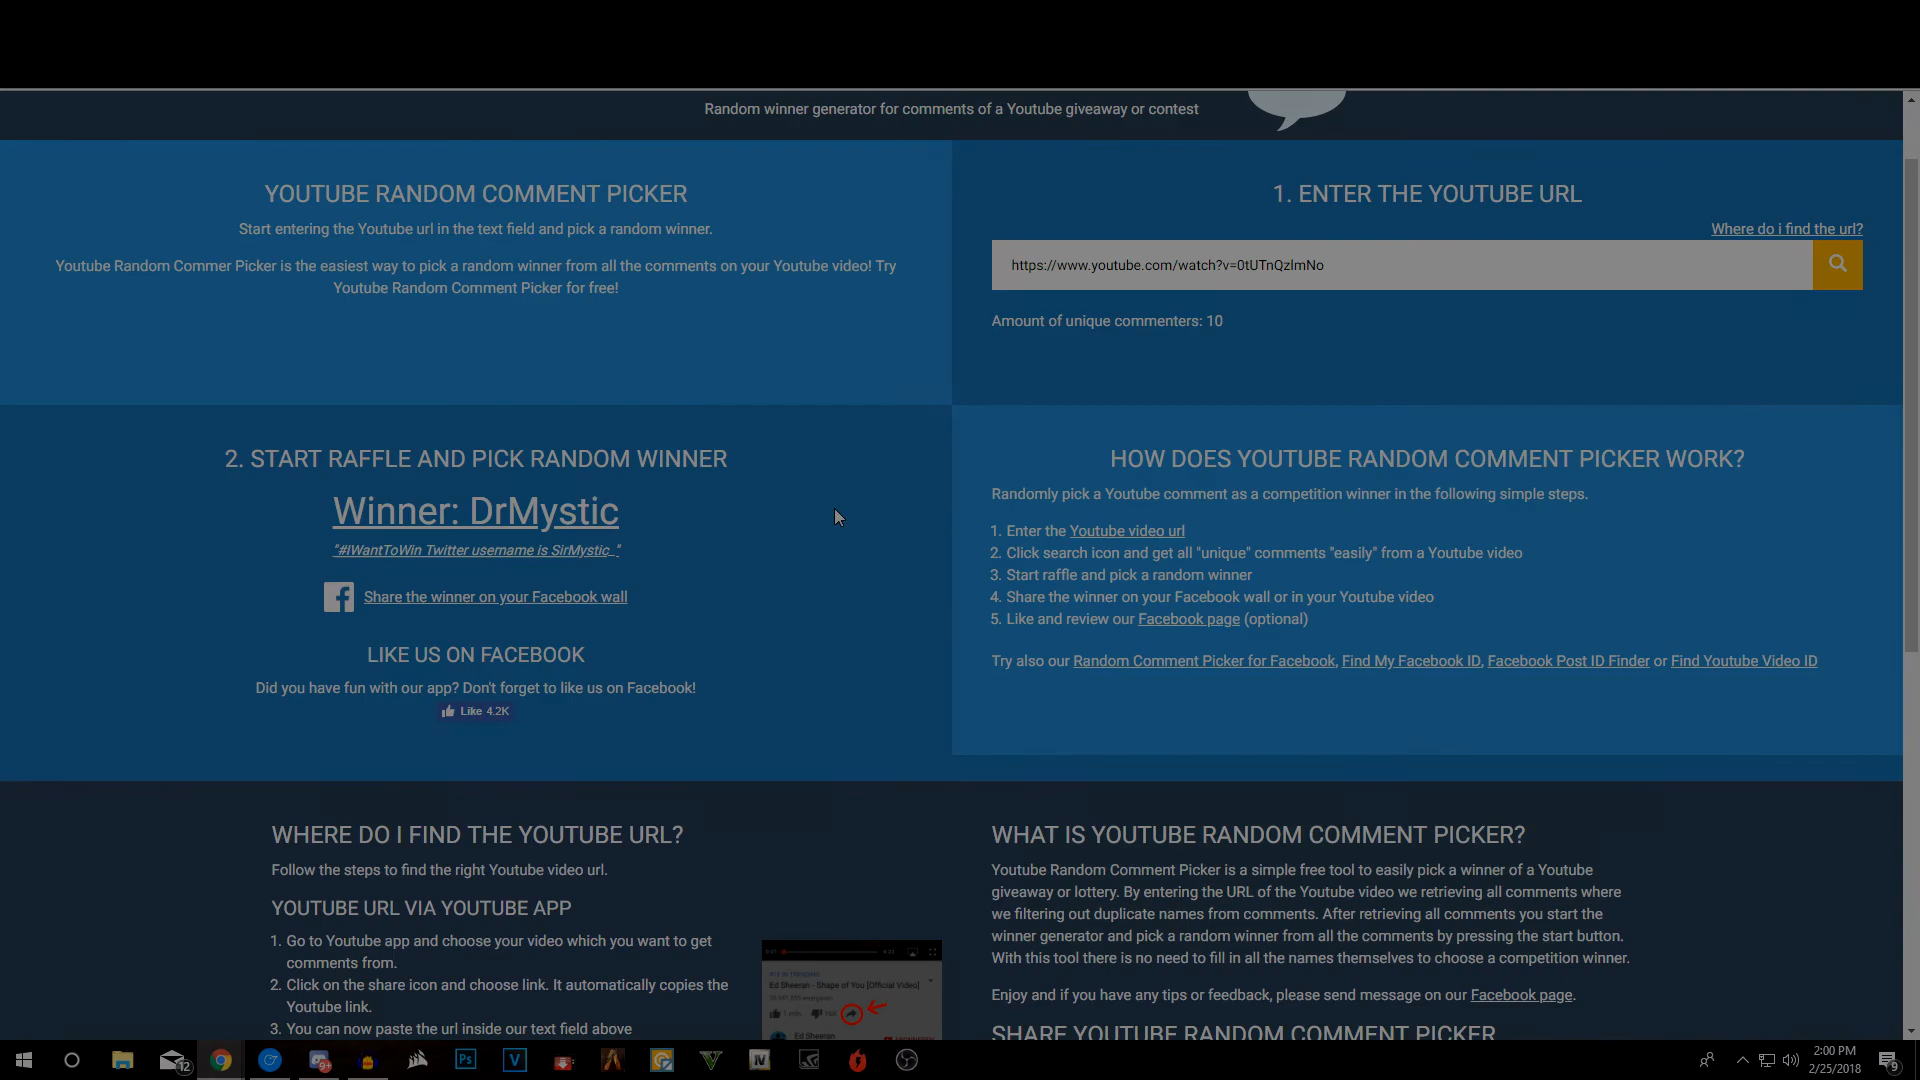 Random winner generator for comments of a Youtube giveaway or contest
YOUTUBE RANDOM COMMENT PICKER
Start entering the Youtube url in the text field and pick a random winner.
Youtube Random Commer Picker is the easiest way to pick a random winner from all the comments on your Youtube video! Try
Youtube Random Comment Picker for free!
1. ENTER THE YOUTUBE URL
Where do i find the url?
https://www.youtube.com/watch?v=0tUTnQzlmNo
Amount of unique commenters: 10
2. START RAFFLE AND PICK RANDOM WINNER
Winner: DrMystic
"#IWantToWin Twitter username is SirMystic_"
Share the winner on your Facebook wall
LIKE US ON FACEBOOK
Did you have fun with our app? Don't forget to like us on Facebook!
Like 4.2K
HOW DOES YOUTUBE RANDOM COMMENT PICKER WORK?
Randomly pick a Youtube comment as a competition winner in the following simple steps.
1. Enter the Youtube video url
2. Click search icon and get all "unique" comments "easily" from a Youtube video
3. Start raffle and pick a random winner
4. Share the winner on your Facebook wall or in your Youtube video
5. Like and review our Facebook page (optional)
Try also our Random Comment Picker for Facebook, Find My Facebook ID, Facebook Post ID Finder or Find Youtube Video ID
WHERE DO I FIND THE YOUTUBE URL?
Follow the steps to find the right Youtube video url.
YOUTUBE URL VIA YOUTUBE APP
1. Go to Youtube app and choose your video which you want to get
comments from.
2. Click on the share icon and choose link. It automatically copies the
Youtube link.
3. You can now paste the url inside our text field above
Ed Sheeran - Shape of You [Official Video]
Ed Sheeran
WHAT IS YOUTUBE RANDOM COMMENT PICKER?
Youtube Random Comment Picker is a simple free tool to easily pick a winner of a Youtube
giveaway or lottery. By entering the URL of the Youtube video we retrieving all comments where
we filtering out duplicate names from comments. After retrieving all comments you start the
winner generator and pick a random winner from all the comments by pressing the start button.
With this tool there is no need to fill in all the names themselves to choose a competition winner.
Enjoy and if you have any tips or feedback, please send message on our Facebook page.
SHARE YOUTUBE RANDOM COMMENT PICKER
12
9+
Ps
V
V
IV
2:00 PM
2/25/2018
9